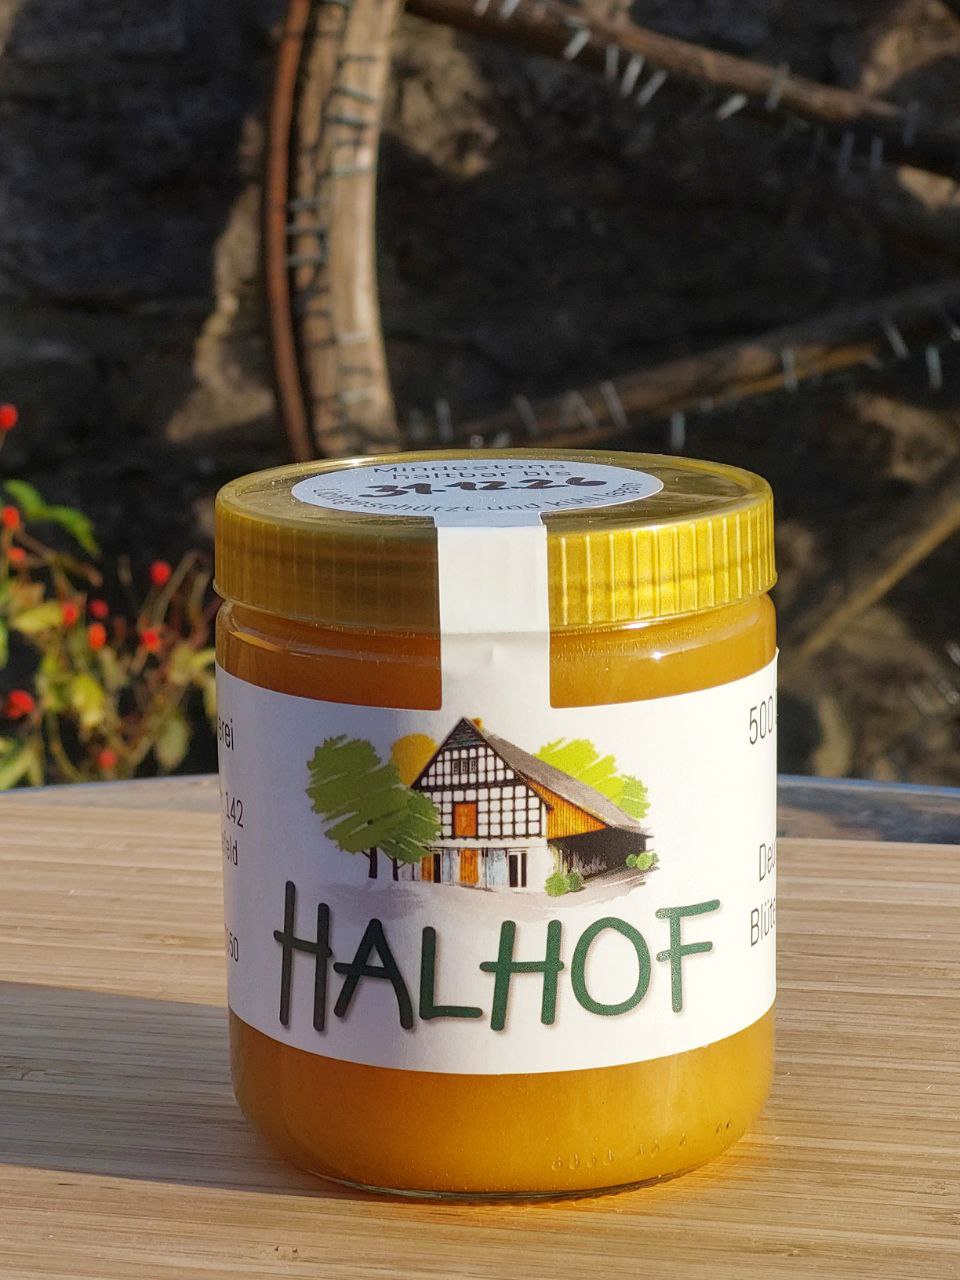 Mindestens
haltbar bis
31.12.26
Lichtgeschützt und kühl lagern
erei
142
feld
50
HALHOF
500
Deu
Blüte